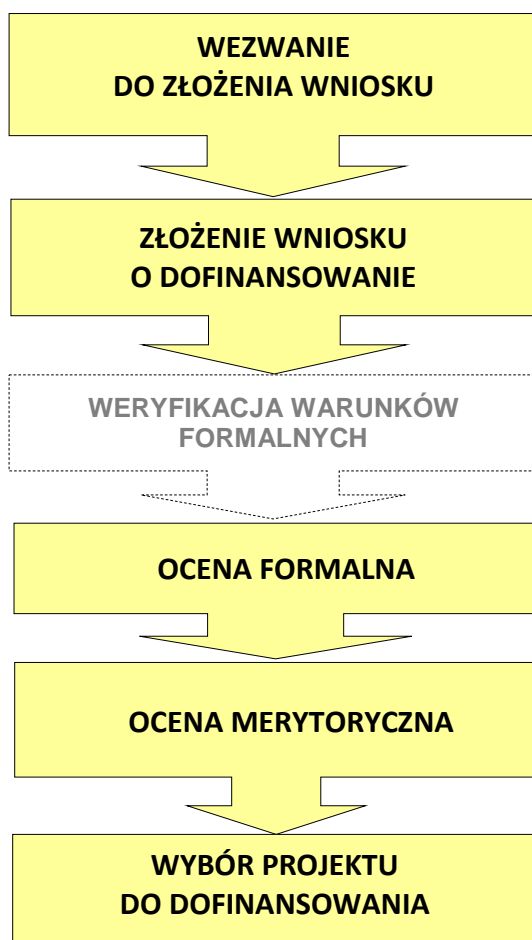 WEZWANIE
DO ZŁOŻENIA WNIOSKU
ZŁOŻENIE WNIOSKU
O DOFINANSOWANIE
WERYFIKACJA WARUNKÓW
FORMALNYCH
OCENA FORMALNA
OCENA MERYTORYCZNA
WYBÓR PROJEKTU
DO DOFINANSOWANIA